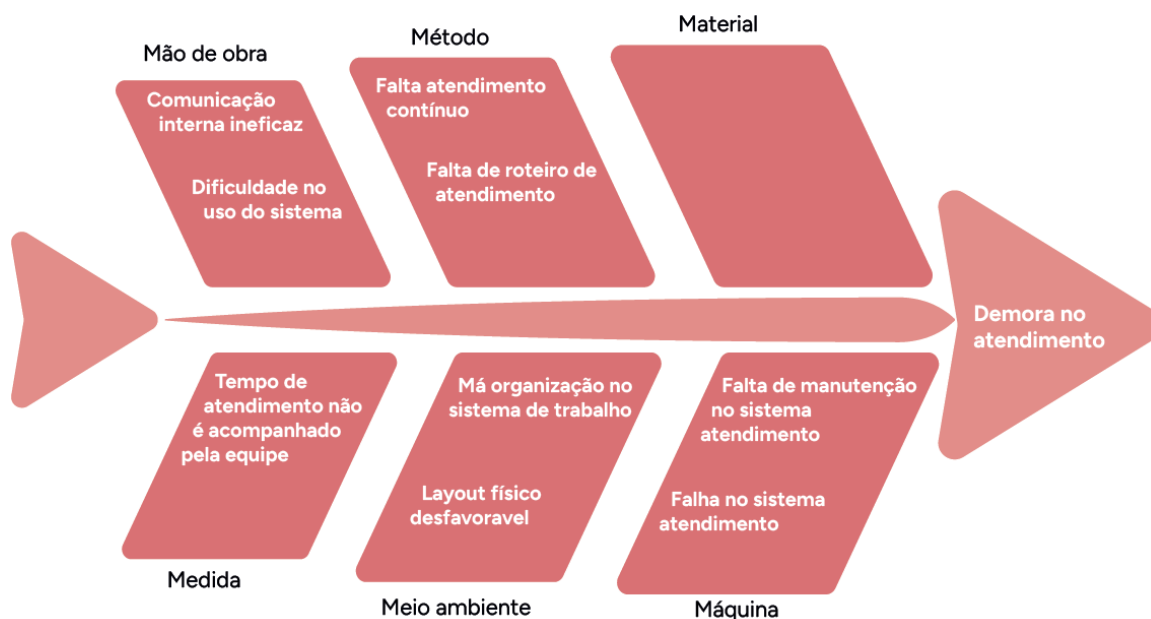 Mão de obra
Comunicação
interna ineficaz
Dificuldade no
uso do sistema
Método
Falta atendimento
contínuo
Falta de roteiro de
atendimento
Material
Demora no
atendimento
Tempo de
atendimento não
é acompanhado
pela equipe
Medida
Má organização no
sistema de trabalho
Layout físico
desfavoravel
Meio ambiente
Falta de manutenção
no sistema
atendimento
Falha no sistema
atendimento
Máquina